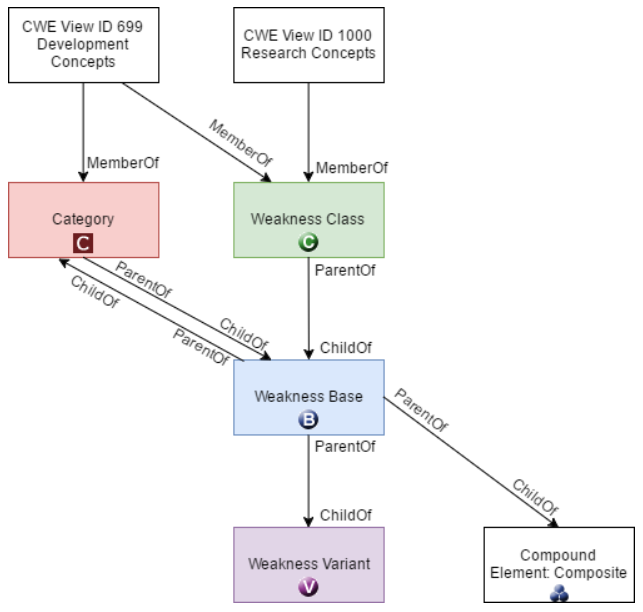 CWE View ID 699
Development
Concepts
CWE View ID 1000
Research Concepts
MemberOf
MemberOf
MemberOf
Category
C
Weakness Class
C
ParentOf
ChildOf
ParentOf
ChildOf
ParentOf
ChildOf
Weakness Base
B
ParentOf
ParentOf
ChildOf
ChildOf
Weakness Variant
V
Compound
Element: Composite